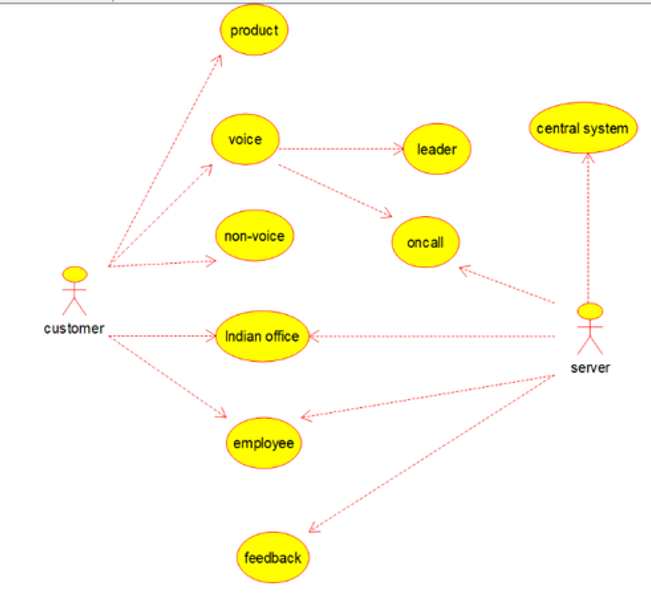 product
voice
central system
leader
non-voice
oncall
customer
Indian office
server
employee
feedback